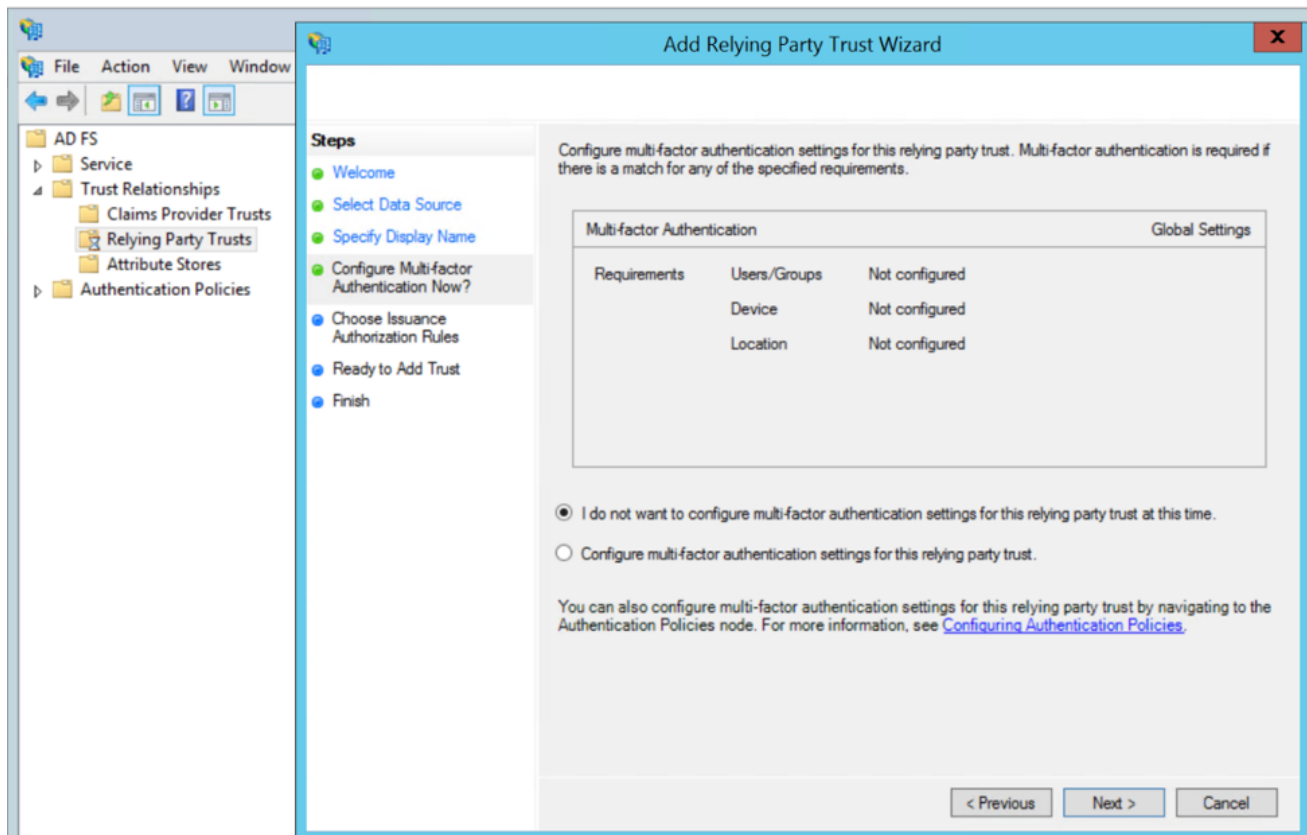 Add Relying Party Trust Wizard
X
File Action View Window
AD FS
Service
Trust Relationships
Claims Provider Trusts
Relying Party Trusts
Attribute Stores
Authentication Policies
Steps
Welcome
Select Data Source
Specify Display Name
Configure Multi-factor
Authentication Now?
Choose Issuance
Authorization Rules
Ready to Add Trust
Finish
Configure multi-factor authentication settings for this relying party trust. Multi-factor authentication is required if
there is a match for any of the specified requirements.
Multi-factor Authentication Global Settings
Requirements Users/Groups Not configured
Device Not configured
Location Not configured
I do not want to configure multi-factor authentication settings for this relying party trust at this time.
Configure multi-factor authentication settings for this relying party trust.
You can also configure multi-factor authentication settings for this relying party trust by navigating to the
Authentication Policies node. For more information, see Configuring Authentication Policies.
< Previous Next > Cancel